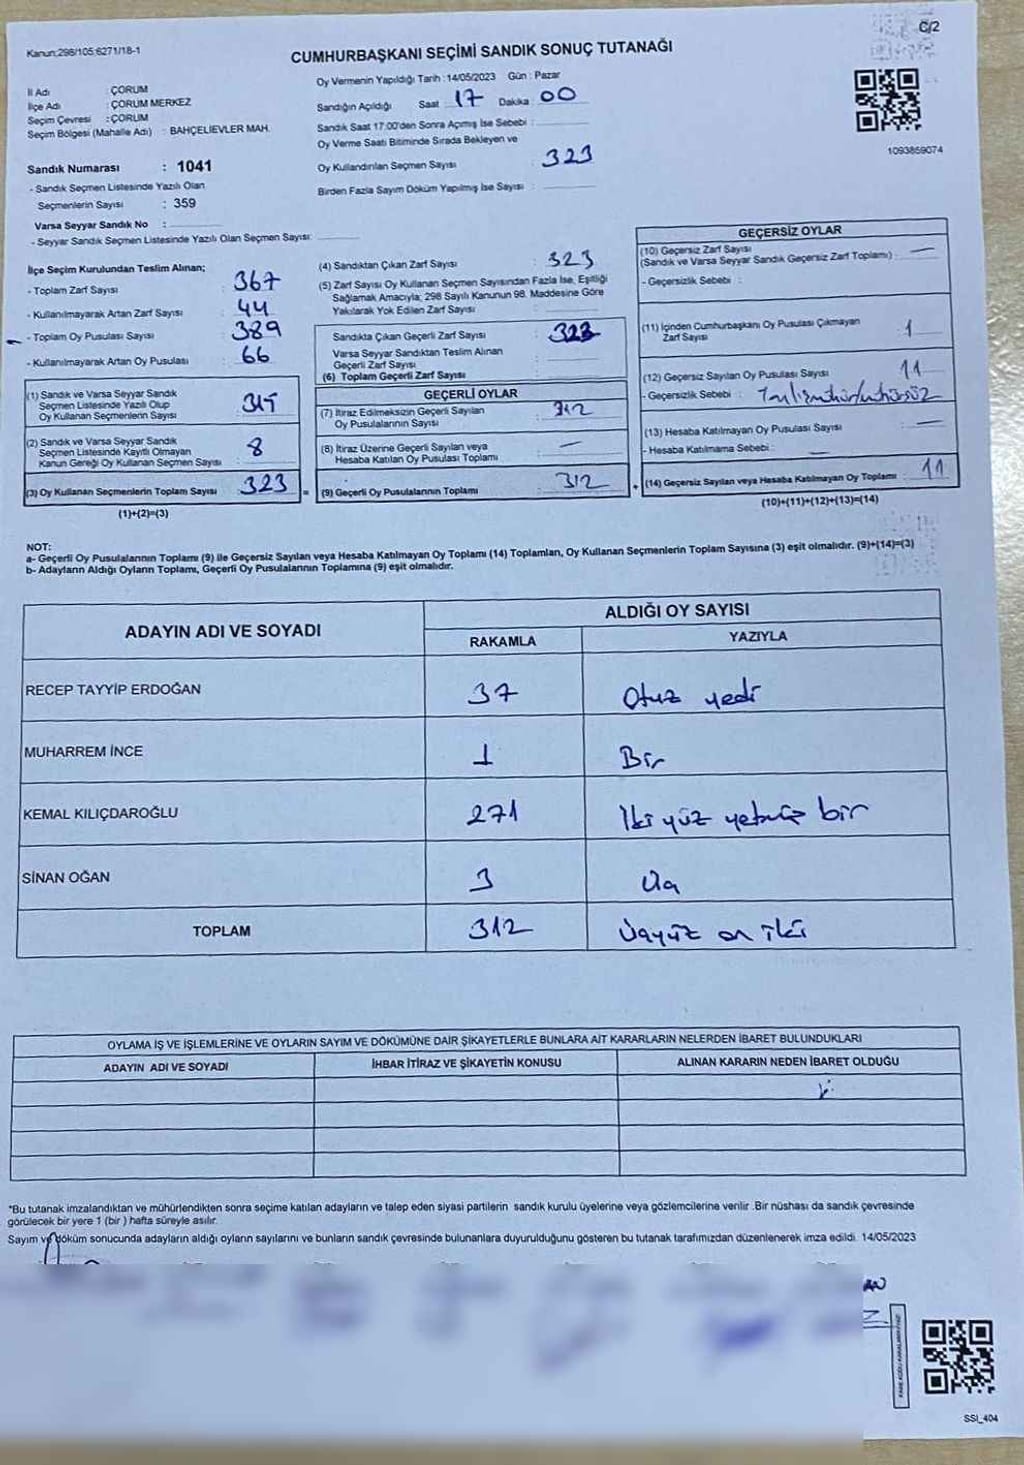 C/2
Kanun:298/105:6271/18-1
CUMHURBAŞKANI SEÇİMİ SANDIK SONUÇ TUTANAĞI
İl Adı : ÇORUM
İlçe Adı : ÇORUM MERKEZ
Seçim Çevresi : ÇORUM
Seçim Bölgesi (Mahalle Adı) : BAHÇELİEVLER MAH.
Sandık Numarası : 1041
- Sandık Seçmen Listesinde Yazılı Olan
Seçmenlerin Sayısı : 359
Varsa Seyyar Sandık No :
- Seyyar Sandık Seçmen Listesinde Yazılı Olan Seçmen Sayısı:
Oy Vermenin Yapıldığı Tarih : 14/05/2023 Gün : Pazar
Sandığın Açıldığı Saat 17 Dakika 00
Sandık Saat 17:00'den Sonra Açımış İse Sebebi :
Oy Verme Saati Bitiminde Sırada Bekleyen ve
Oy Kullandırılan Seçmen Sayısı : 323
Birden Fazla Sayım Döküm Yapılmış İse Sayısı :
1093859074
İlçe Seçim Kurulundan Teslim Alınan;
- Toplam Zarf Sayısı : 367
- Kullanılmayarak Artan Zarf Sayısı : 44
- Toplam Oy Pusulası Sayısı : 389
- Kullanılmayarak Artan Oy Pusulası : 66
(1) Sandık ve Varsa Seyyar Sandık
Seçmen Listesinde Yazılı Olup
Oy Kullanan Seçmenlerin Sayısı : 315
(2) Sandık ve Varsa Seyyar Sandık
Seçmen Listesinde Kayıtlı Olmayan
Kanun Gereği Oy Kullanan Seçmen Sayısı : 8
(3) Oy Kullanan Seçmenlerin Toplam Sayısı : 323
(1)+(2)=(3)
(4) Sandıktan Çıkan Zarf Sayısı : 323
(5) Zarf Sayısı Oy Kullanan Seçmen Sayısından Fazla İse, Eşitliği
Sağlamak Amacıyla; 298 Sayılı Kanunun 98. Maddesine Göre
Yakılarak Yok Edilen Zarf Sayısı :
Sandıkta Çıkan Geçerli Zarf Sayısı : 323
Varsa Seyyar Sandıktan Teslim Alınan
Geçerli Zarf Sayısı :
(6) Toplam Geçerli Zarf Sayısı :
GEÇERLİ OYLAR
(7) İtiraz Edilmeksizin Geçerli Sayılan
Oy Pusulalarının Sayısı : 312
(8) İtiraz Üzerine Geçerli Sayılan veya
Hesaba Katılan Oy Pusulası Toplamı : —
= (9) Geçerli Oy Pusulalarının Toplamı : 312
GEÇERSİZ OYLAR
(10) Geçersiz Zarf Sayısı
(Sandık ve Varsa Seyyar Sandık Geçersiz Zarf Toplamı) : —
- Geçersizlik Sebebi :
(11) İçinden Cumhurbaşkanı Oy Pusulası Çıkmayan
Zarf Sayısı : 1
(12) Geçersiz Sayılan Oy Pusulası Sayısı : 11
- Geçersizlik Sebebi :
(13) Hesaba Katılmayan Oy Pusulası Sayısı : —
- Hesaba Katılmama Sebebi : —
+ (14) Geçersiz Sayılan veya Hesaba Katılmayan Oy Toplamı : 11
(10)+(11)+(12)+(13)=(14)
NOT:
a- Geçerli Oy Pusulalarının Toplamı (9) ile Geçersiz Sayılan veya Hesaba Katılmayan Oy Toplamı (14) Toplamları, Oy Kullanan Seçmenlerin Toplam Sayısına (3) eşit olmalıdır. (9)+(14)=(3)
b- Adayların Aldığı Oyların Toplamı, Geçerli Oy Pusulalarının Toplamına (9) eşit olmalıdır.
ADAYIN ADI VE SOYADI ALDIĞI OY SAYISI
RAKAMLA YAZIYLA
RECEP TAYYİP ERDOĞAN 37 Otuz yedi
MUHARREM İNCE 1 Bir
KEMAL KILIÇDAROĞLU 271 İki yüz yetmiş bir
SİNAN OĞAN 3 Üç
TOPLAM 312 Üçyüz on iki
OYLAMA İŞ VE İŞLEMLERİNE VE OYLARIN SAYIM VE DÖKÜMÜNE DAİR ŞİKAYETLERLE BUNLARA AİT KARARLARIN NELERDEN İBARET BULUNDUKLARI
ADAYIN ADI VE SOYADI İHBAR İTİRAZ VE ŞİKAYETİN KONUSU ALINAN KARARIN NEDEN İBARET OLDUĞU
*Bu tutanak imzalandıktan ve mühürlendikten sonra seçime katılan adayların ve talep eden siyasi partilerin sandık kurulu üyelerine veya gözlemcilerine verilir .Bir nüshası da sandık çevresinde
görülecek bir yere 1 (bir ) hafta süreyle asılır.
Sayım ve döküm sonucunda adayların aldığı oyların sayılarını ve bunların sandık çevresinde bulunanlara duyurulduğunu gösteren bu tutanak tarafımızdan düzenlenerek imza edildi. 14/05/2023
SSI_404